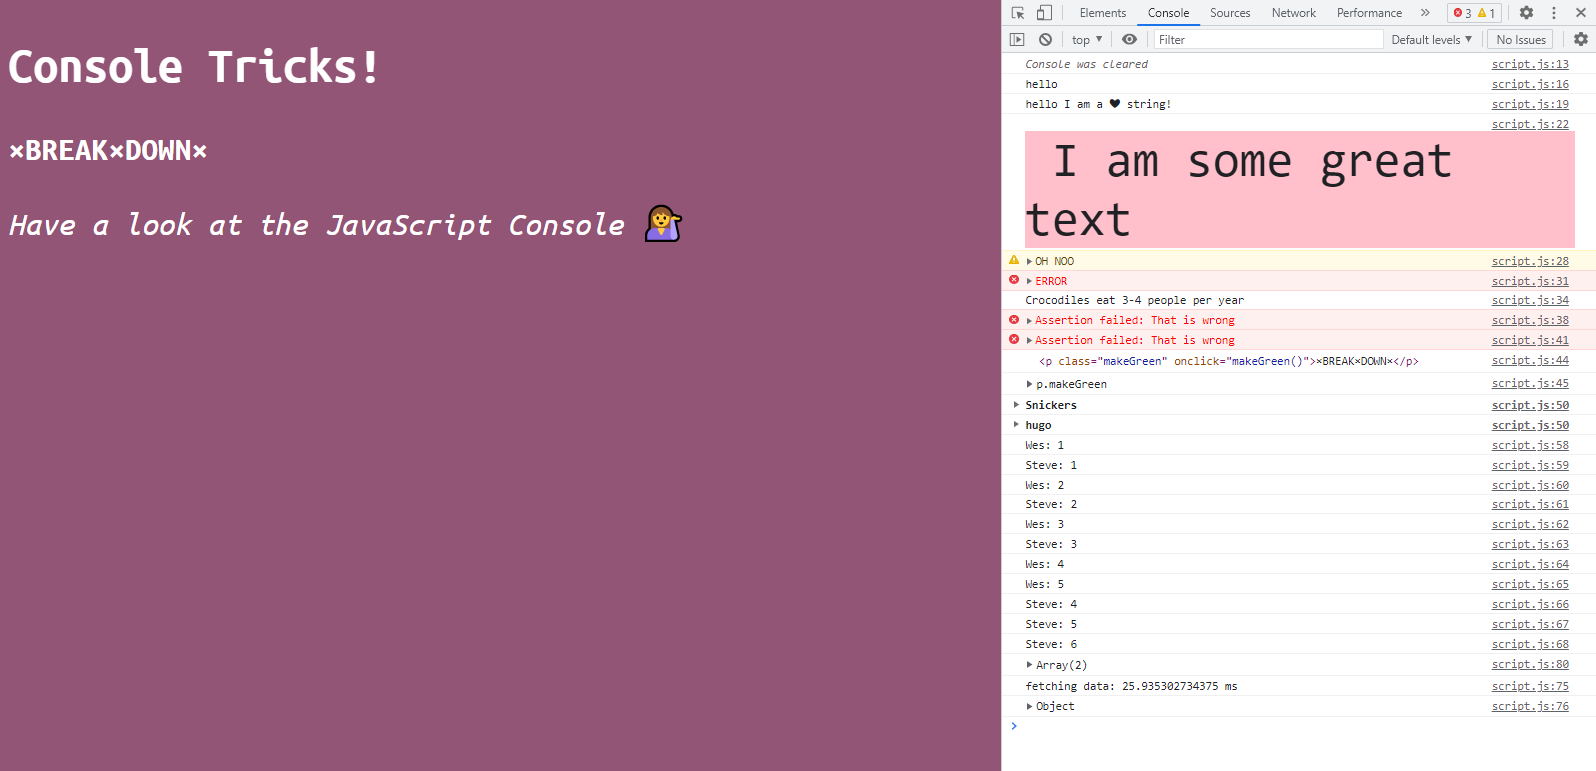 Console Tricks!
×BREAK×DOWN×
Have a look at the JavaScript Console 💁
Elements Console Sources Network Performance » 3 1
top ▼ Filter Default levels ▼ No Issues
Console was cleared script.js:13
hello script.js:16
hello I am a ♥ string! script.js:19
script.js:22
I am some great
text
OH NOO script.js:28
ERROR script.js:31
Crocodiles eat 3-4 people per year script.js:34
Assertion failed: That is wrong script.js:38
Assertion failed: That is wrong script.js:41
<p class="makeGreen" onclick="makeGreen()">×BREAK×DOWN×</p> script.js:44
p.makeGreen script.js:45
Snickers script.js:50
hugo script.js:50
Wes: 1 script.js:58
Steve: 1 script.js:59
Wes: 2 script.js:60
Steve: 2 script.js:61
Wes: 3 script.js:62
Steve: 3 script.js:63
Wes: 4 script.js:64
Wes: 5 script.js:65
Steve: 4 script.js:66
Steve: 5 script.js:67
Steve: 6 script.js:68
Array(2) script.js:80
fetching data: 25.935302734375 ms script.js:75
Object script.js:76